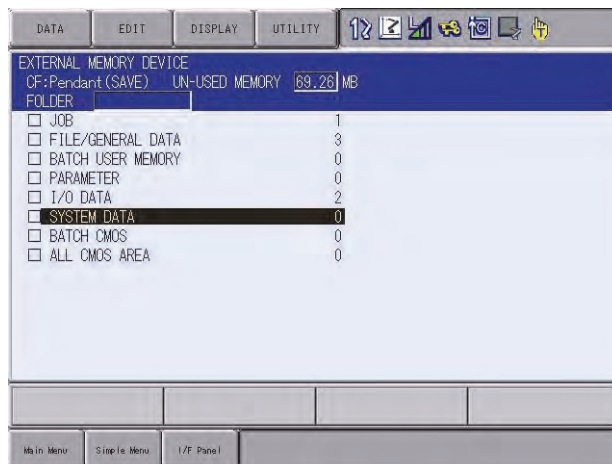 DATA EDIT DISPLAY UTILITY
EXTERNAL MEMORY DEVICE
CF:Pendant(SAVE) UN-USED MEMORY 69.26 MB
FOLDER
JOB 1
FILE/GENERAL DATA 3
BATCH USER MEMORY 0
PARAMETER 0
I/O DATA 2
SYSTEM DATA 0
BATCH CMOS 0
ALL CMOS AREA 0
Main Menu Simple Menu I/F Panel